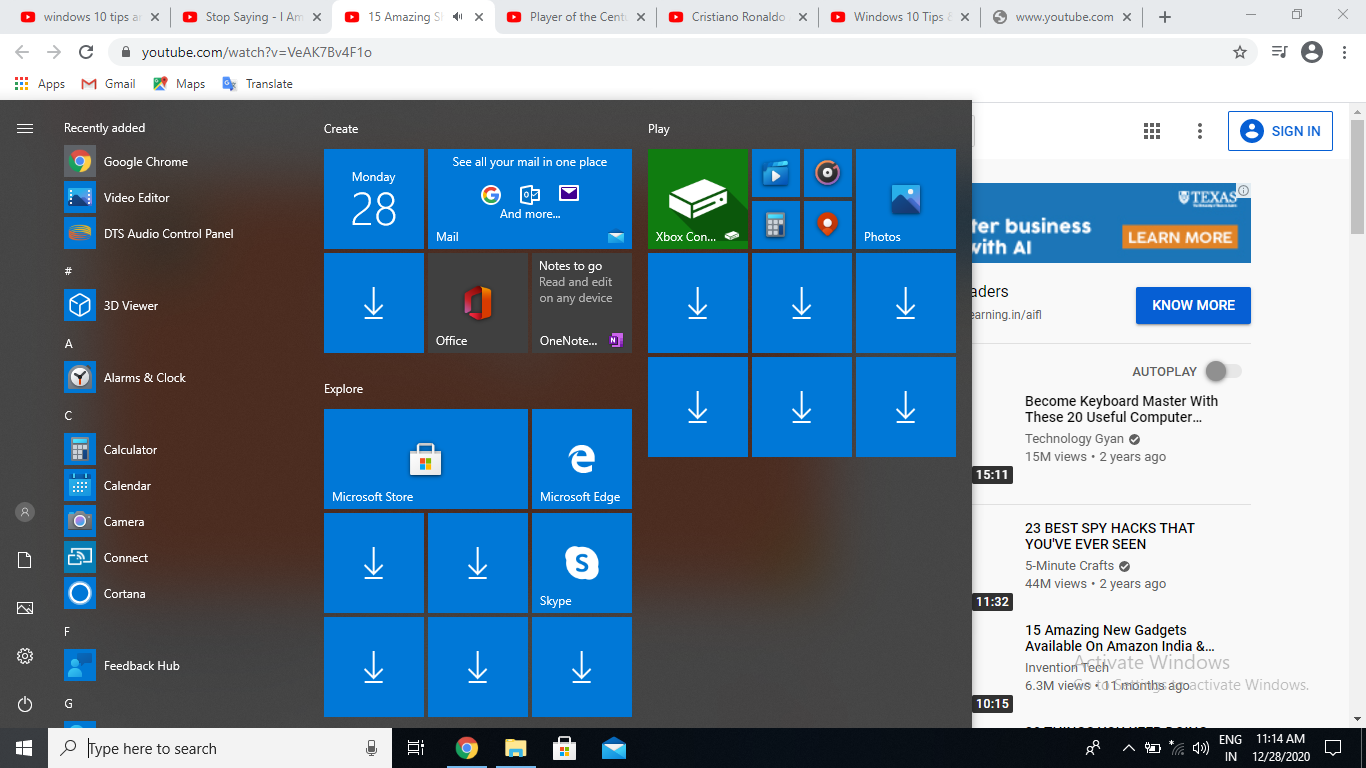 windows 10 tips a
Stop Saying - I Am
15 Amazing S
Player of the Cent
Cristiano Ronaldo
Windows 10 Tips
www.youtube.com
youtube.com/watch?v=VeAK7Bv4F1o
Apps
Gmail
Maps
Translate
Recently added
Google Chrome
Video Editor
DTS Audio Control Panel
#
3D Viewer
A
Alarms & Clock
C
Calculator
Calendar
Camera
Connect
Cortana
F
Feedback Hub
G
Create
Monday
28
See all your mail in one place
And more...
Mail
Office
Notes to go
Read and edit
on any device
OneNote...
Explore
Microsoft Store
Microsoft Edge
Skype
Play
Xbox Con...
Photos
SIGN IN
TEXAS
ter business
with AI
LEARN MORE
aders
earning.in/aifl
KNOW MORE
AUTOPLAY
Become Keyboard Master With
These 20 Useful Computer...
Technology Gyan
15M views • 2 years ago
15:11
23 BEST SPY HACKS THAT
YOU'VE EVER SEEN
5-Minute Crafts
44M views • 2 years ago
11:32
15 Amazing New Gadgets
Available On Amazon India &...
Invention Tech
6.3M views • 11 months ago
10:15
Activate Windows
Go to Settings to activate Windows.
Type here to search
ENG
IN
11:14 AM
12/28/2020